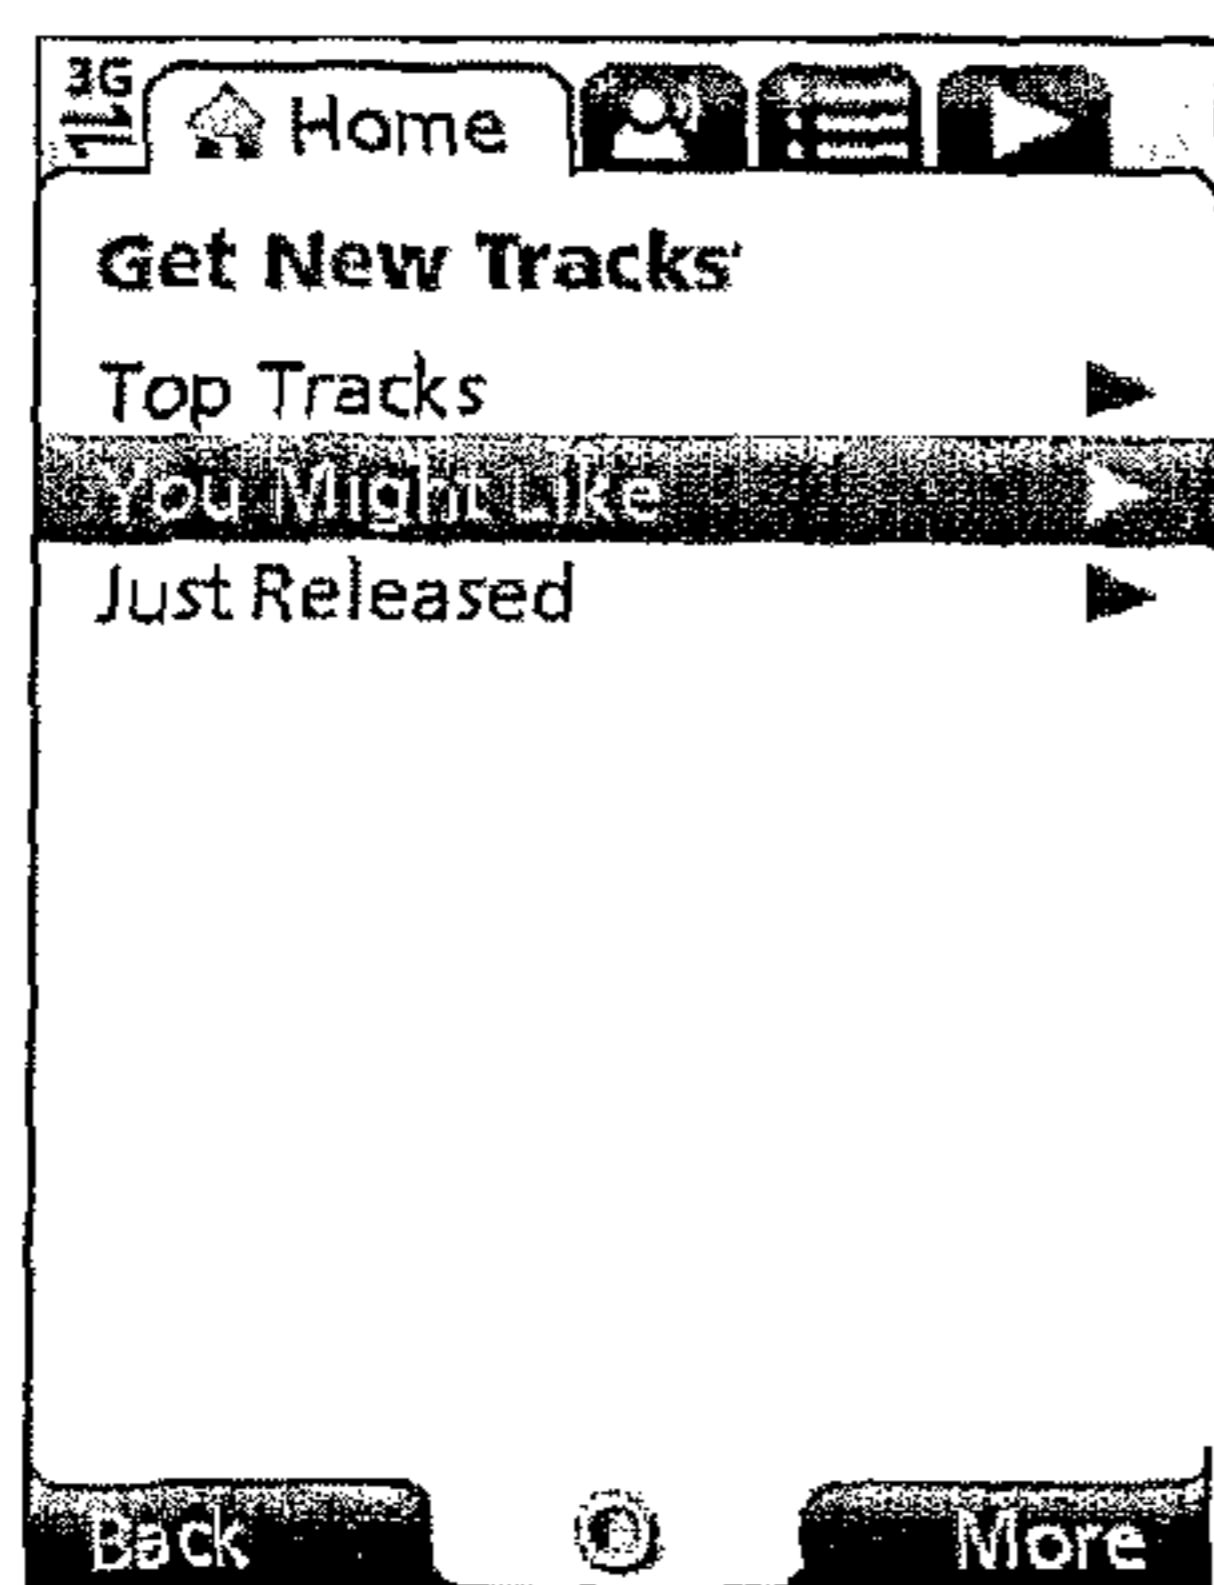 3G
Home
Get New Tracks
Top Tracks
You Might Like
Just Released
Back
More